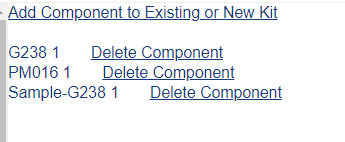 Add Component to Existing or New Kit
G238 1 Delete Component
PM016 1 Delete Component
Sample-G238 1 Delete Component